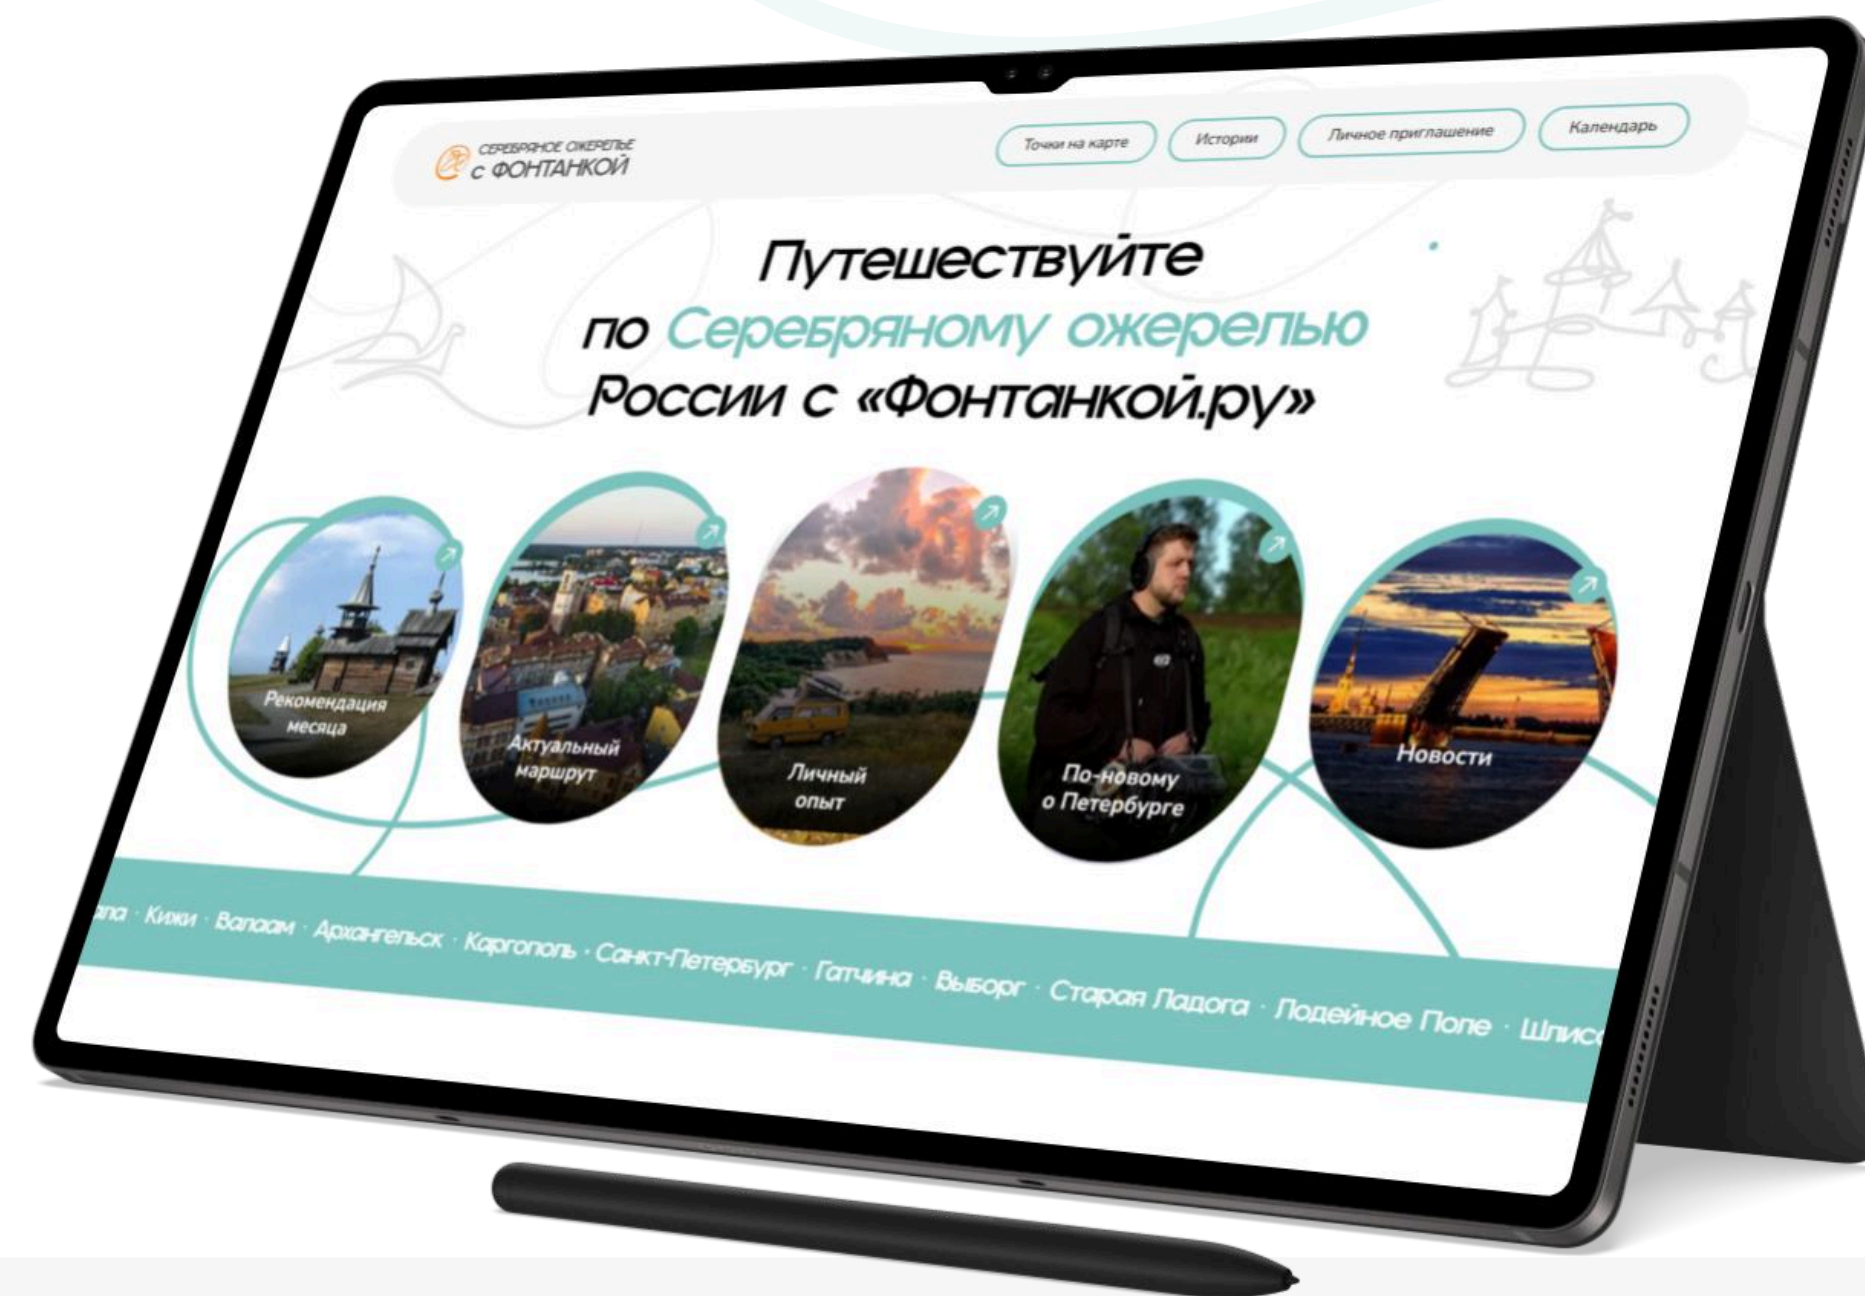 СЕРЕБРЯНОЕ ОЖЕРЕЛЬЕ
С ФОНТАНКОЙ
Точки на карте
Истории
Личное приглашение
Календарь
Путешествуйте
по Серебряному ожерелью
России с «Фонтанкой.ру»
Рекомендация
месяца
Актуальный
маршрут
Личный
опыт
По-новому
о Петербурге
Новости
· Кижи · Валаам · Архангельск · Каргополь · Санкт-Петербург · Гатчина · Выборг · Старая Ладога · Лодейное Поле ·